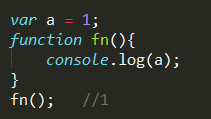 var a = 1;
function fn(){
    console.log(a);
}
fn();    //1